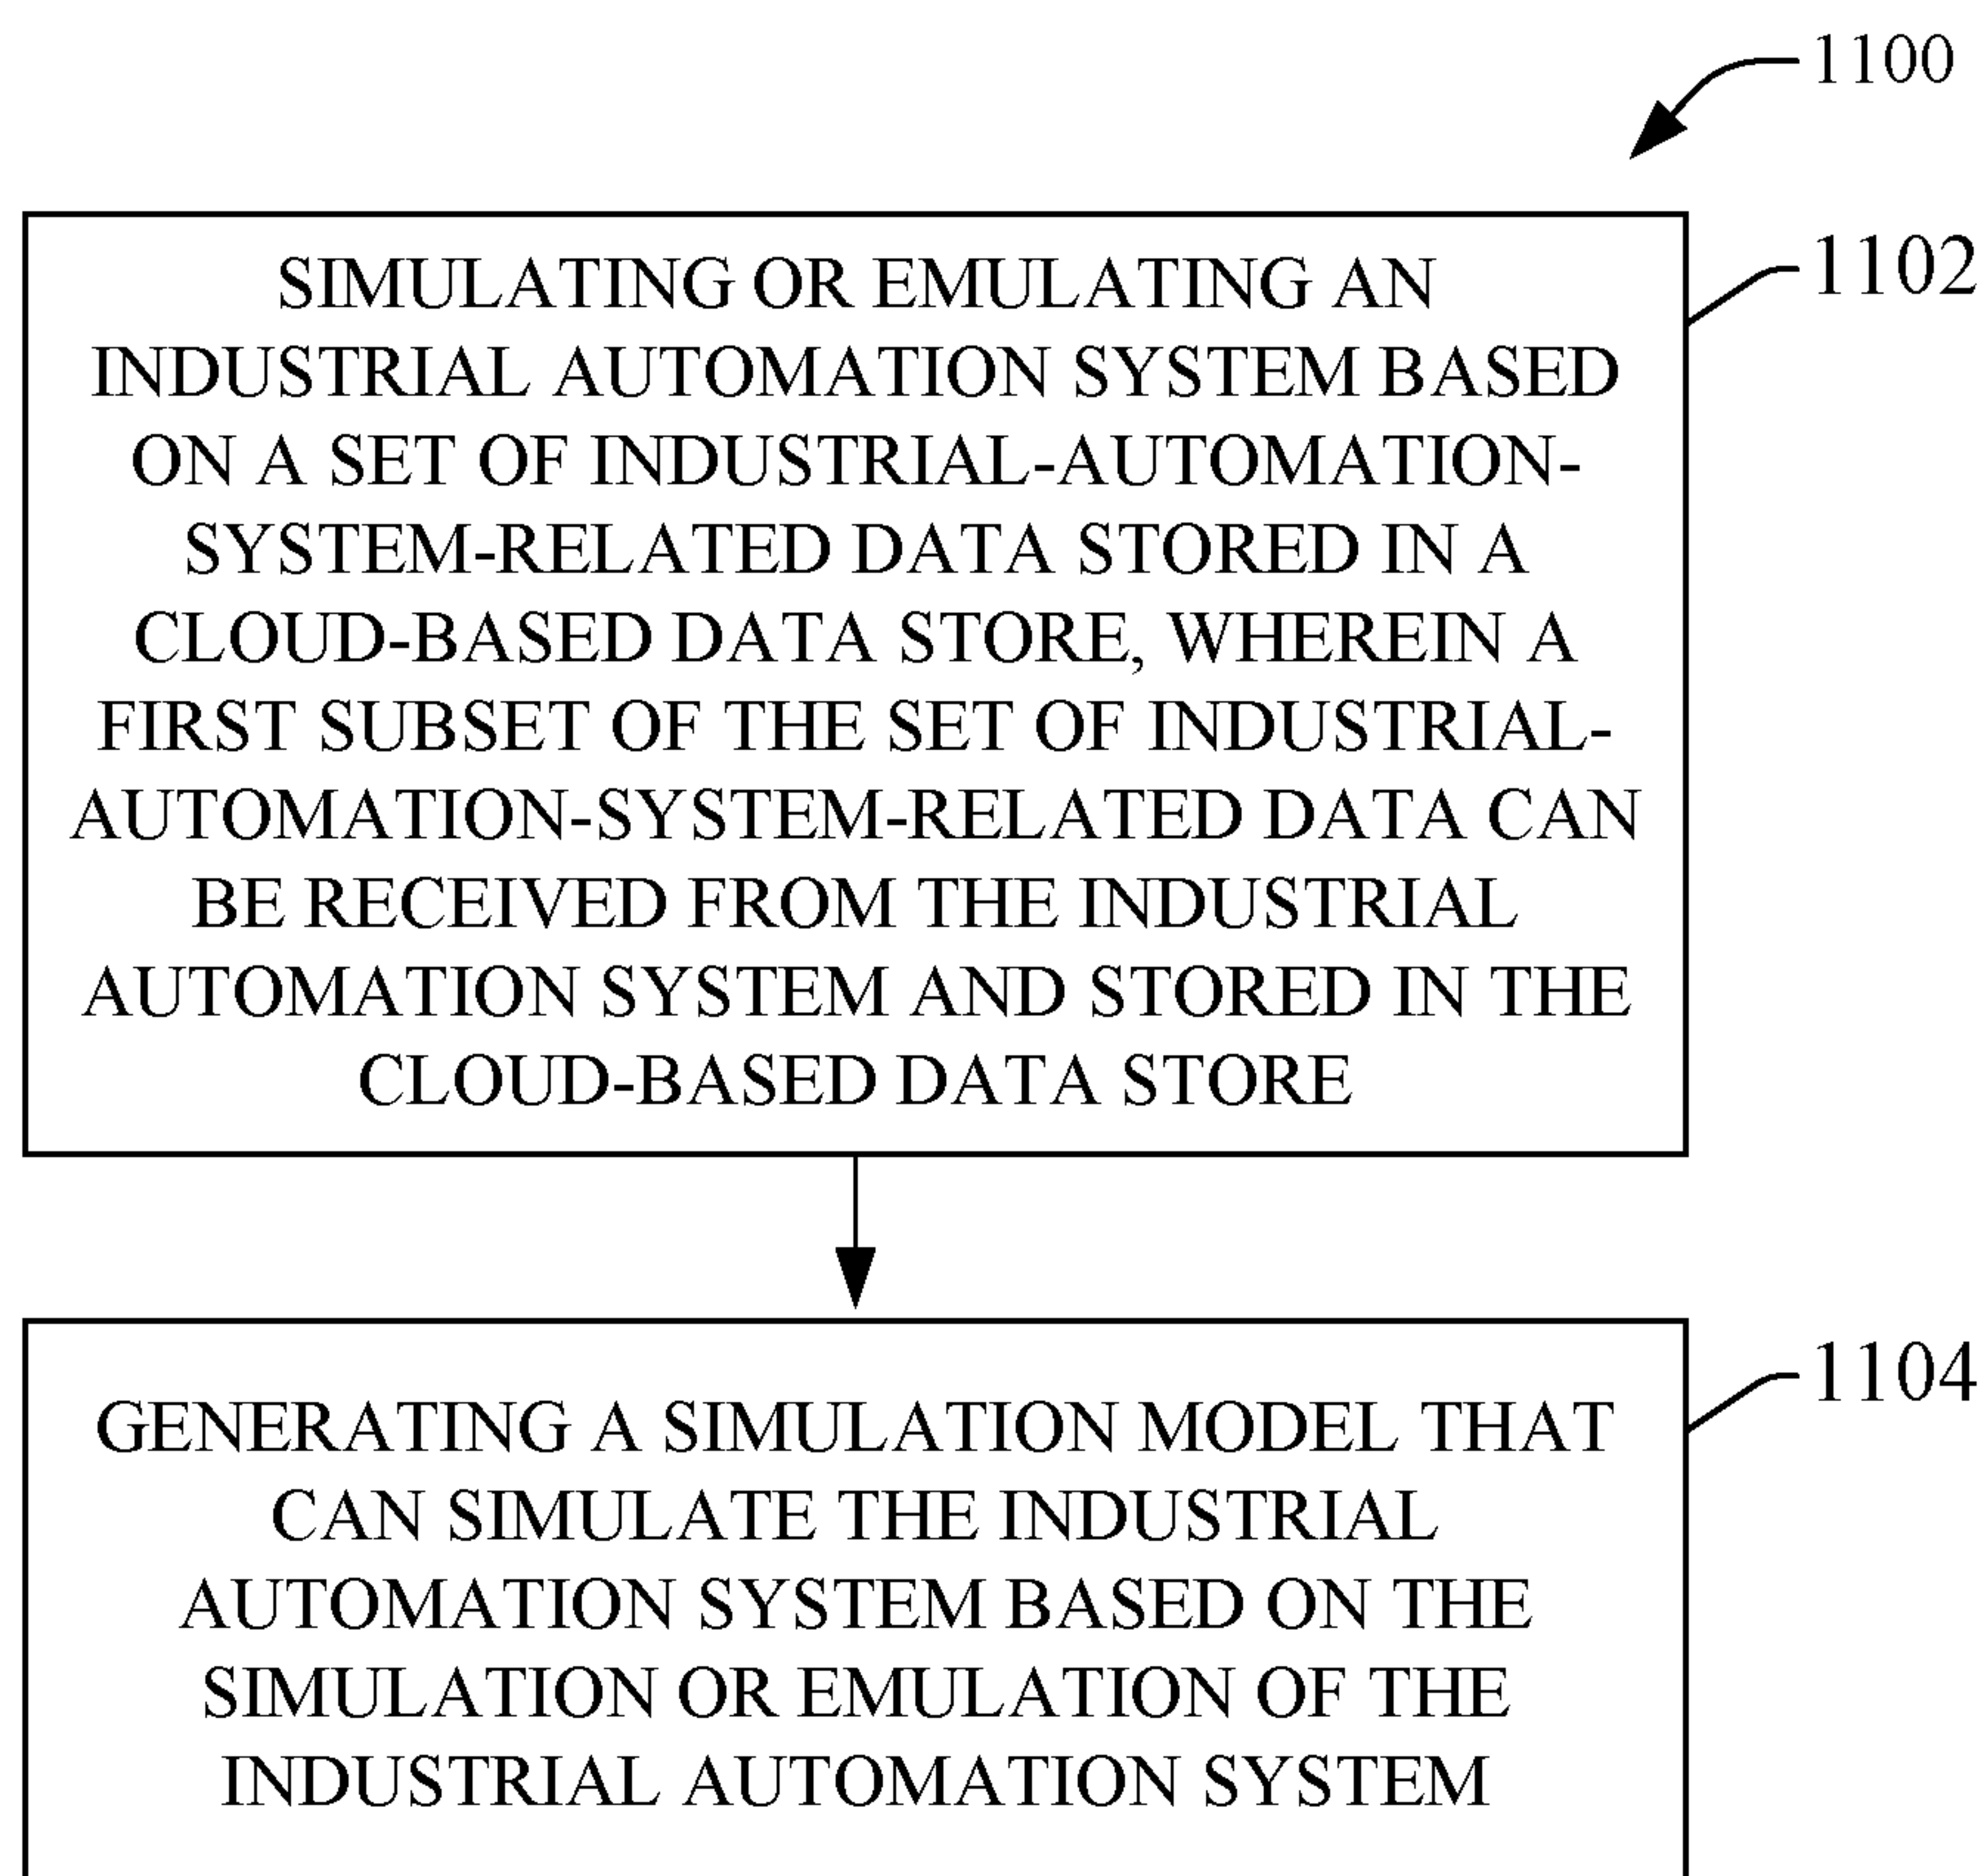 1100
1102
SIMULATING OR EMULATING AN
INDUSTRIAL AUTOMATION SYSTEM BASED
ON A SET OF INDUSTRIAL-AUTOMATION-
SYSTEM-RELATED DATA STORED IN A
CLOUD-BASED DATA STORE, WHEREIN A
FIRST SUBSET OF THE SET OF INDUSTRIAL-
AUTOMATION-SYSTEM-RELATED DATA CAN
BE RECEIVED FROM THE INDUSTRIAL
AUTOMATION SYSTEM AND STORED IN THE
CLOUD-BASED DATA STORE
1104
GENERATING A SIMULATION MODEL THAT
CAN SIMULATE THE INDUSTRIAL
AUTOMATION SYSTEM BASED ON THE
SIMULATION OR EMULATION OF THE
INDUSTRIAL AUTOMATION SYSTEM